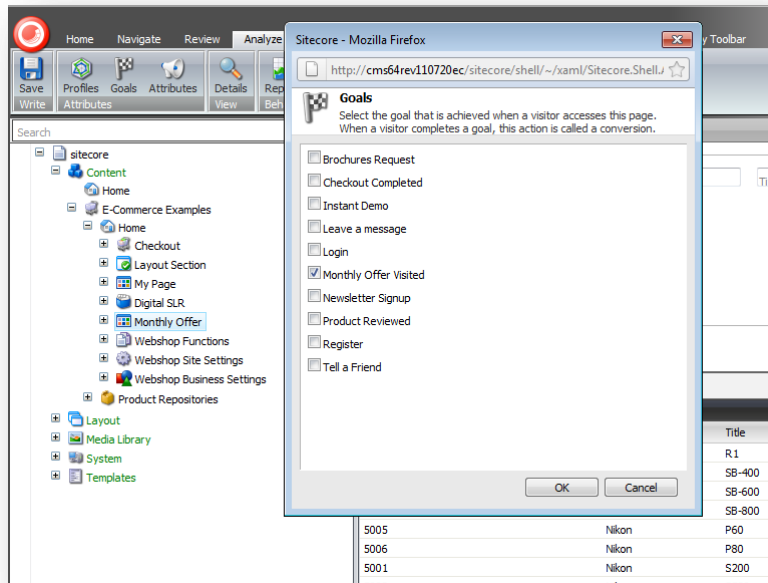 Home Navigate Review Analyze
Toolbar
Save
Write
Profiles Goals Attributes
Attributes
Details
View
Search
sitecore
Content
Home
E-Commerce Examples
Home
Checkout
Layout Section
My Page
Digital SLR
Monthly Offer
Webshop Functions
Webshop Site Settings
Webshop Business Settings
Product Repositories
Layout
Media Library
System
Templates
Sitecore - Mozilla Firefox
http://cms64rev110720ec/sitecore/shell/~/xaml/Sitecore.Shell.
Goals
Select the goal that is achieved when a visitor accesses this page.
When a visitor completes a goal, this action is called a conversion.
Brochures Request
Checkout Completed
Instant Demo
Leave a message
Login
Monthly Offer Visited
Newsletter Signup
Product Reviewed
Register
Tell a Friend
OK Cancel
Title
R1
SB-400
SB-600
SB-800
5005 Nikon P60
5006 Nikon P80
5001 Nikon S200